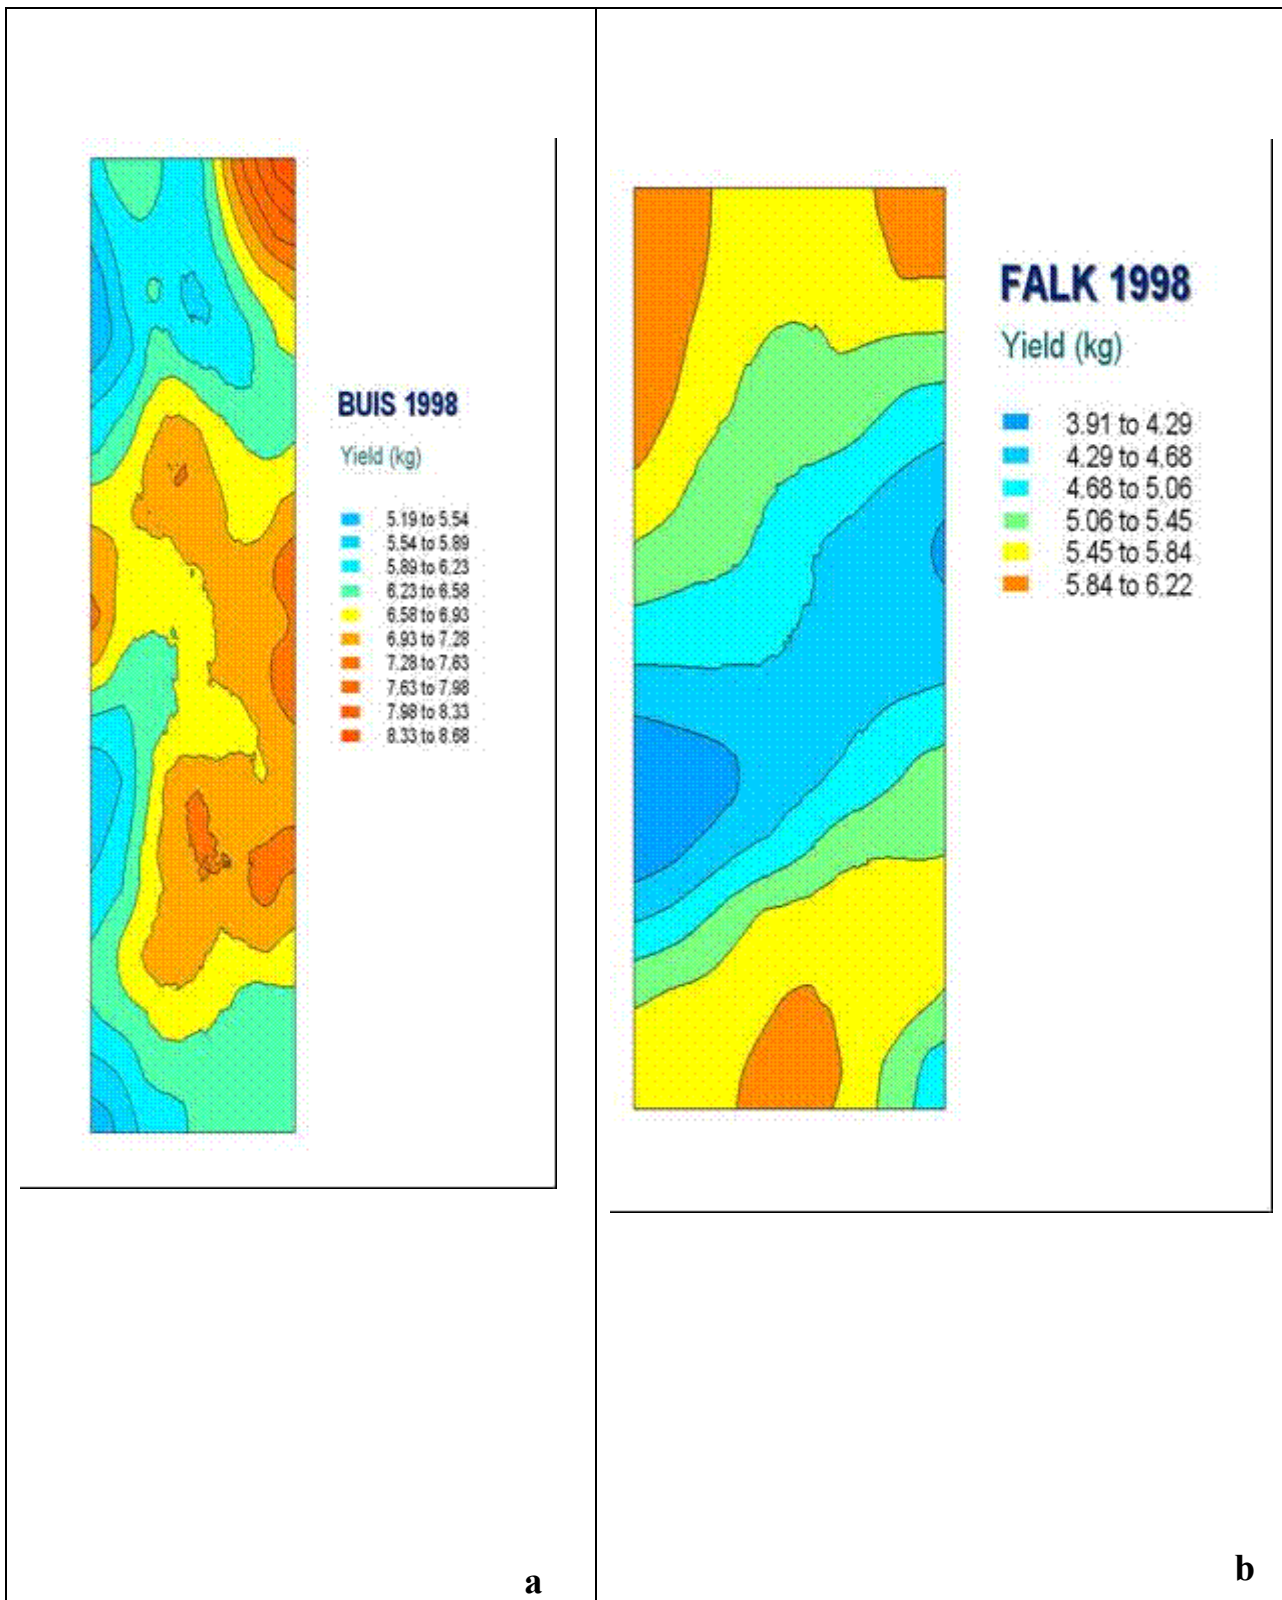 BUIS 1998
Yield (kg)
5.19 to 5.54
5.54 to 5.89
5.89 to 6.23
6.23 to 6.58
6.58 to 6.93
6.93 to 7.28
7.28 to 7.63
7.63 to 7.98
7.98 to 8.33
8.33 to 8.68
a
FALK 1998
Yield (kg)
3.91 to 4.29
4.29 to 4.68
4.68 to 5.06
5.06 to 5.45
5.45 to 5.84
5.84 to 6.22
b